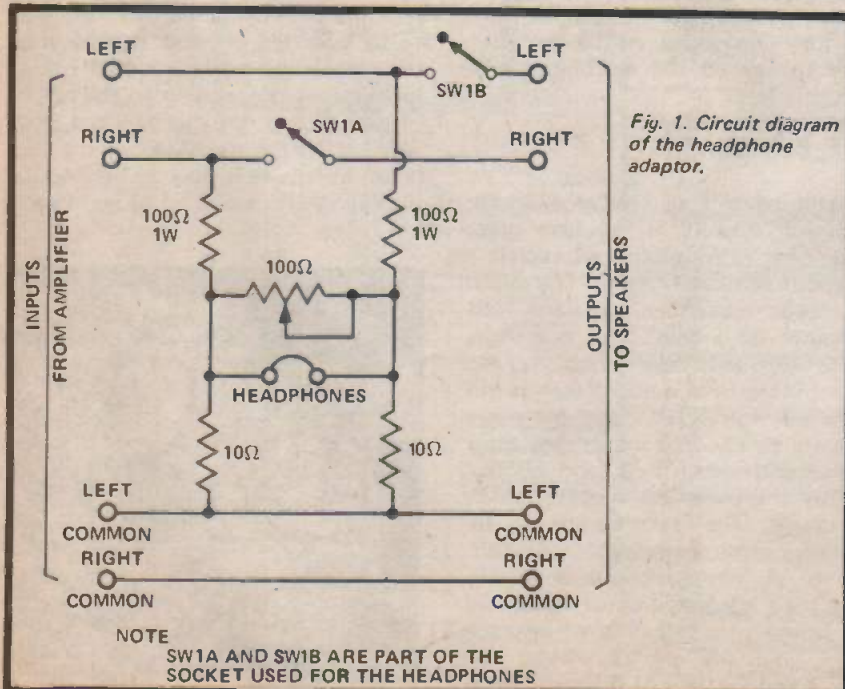 LEFT
LEFT
SW1B
RIGHT
SW1A
RIGHT
Fig. 1. Circuit diagram
of the headphone
adaptor.
100Ω
1W
100Ω
1W
100Ω
INPUTS
FROM AMPLIFIER
OUTPUTS
TO SPEAKERS
HEADPHONES
10Ω
10Ω
LEFT
COMMON
LEFT
COMMON
RIGHT
COMMON
RIGHT
COMMON
NOTE
SW1A AND SW1B ARE PART OF THE
SOCKET USED FOR THE HEADPHONES